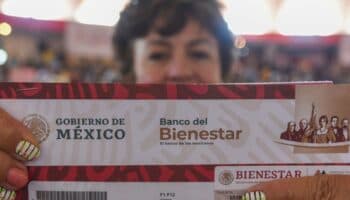 GOBIERNO DE
MÉXICO
Banco del
Bienestar
El banco de los mexicanos
BIENESTAR